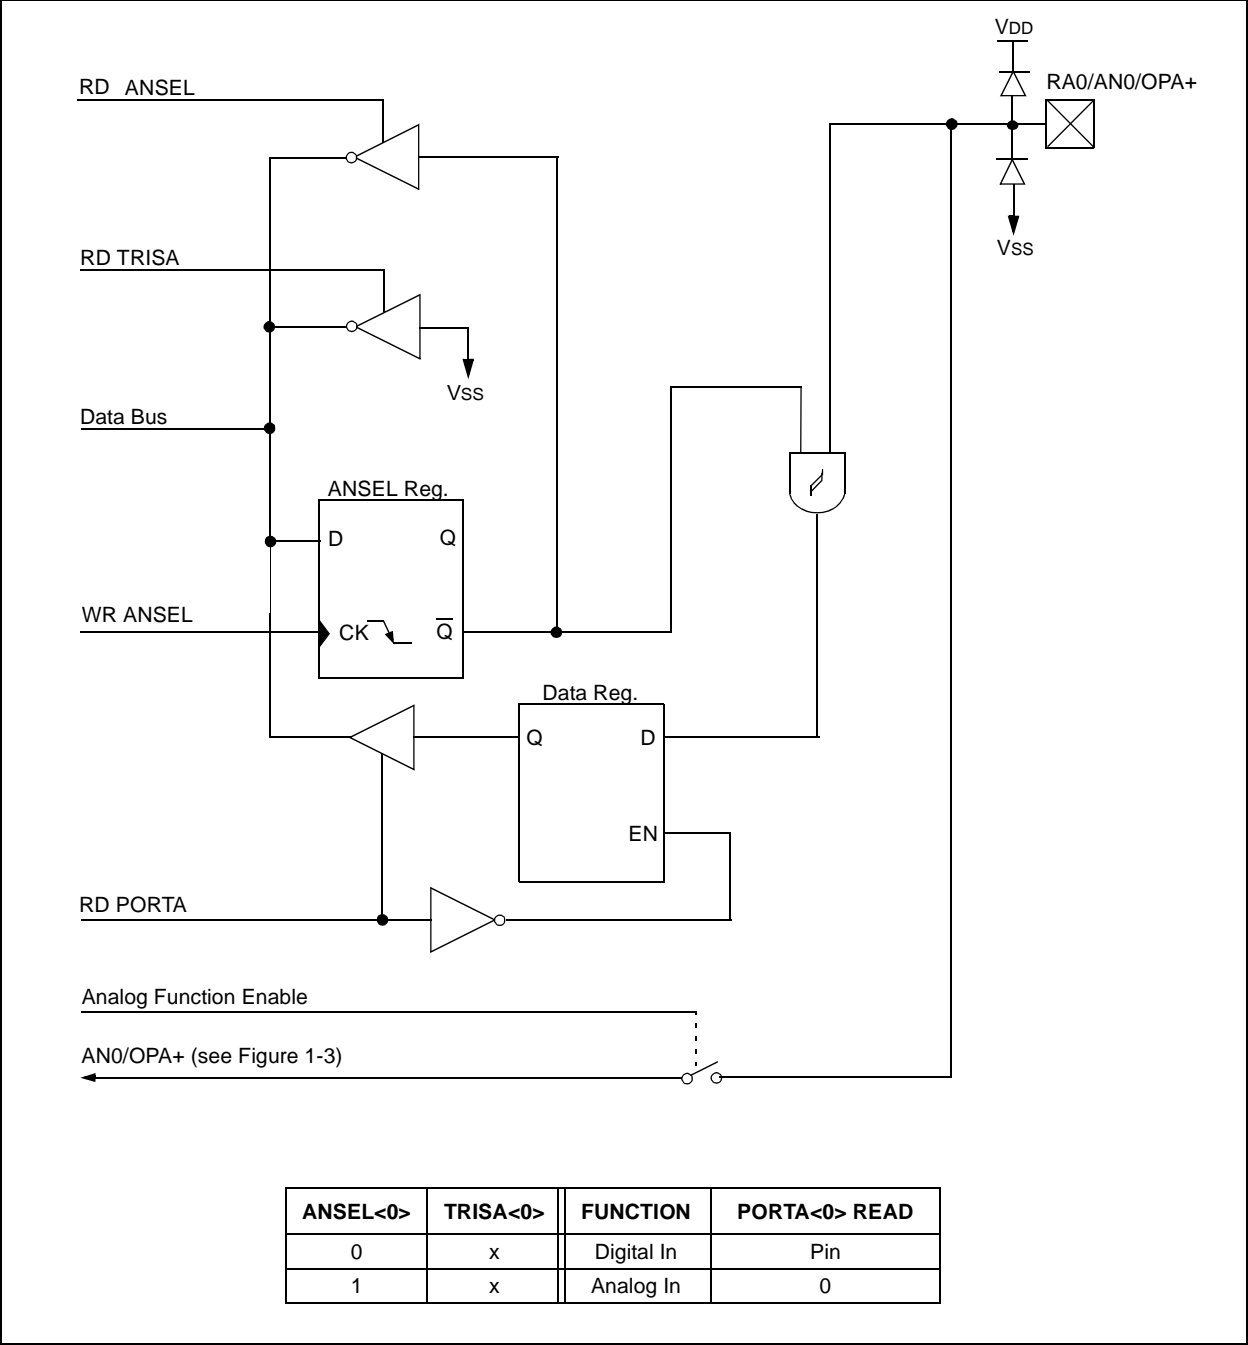 VDD
RD ANSEL
RA0/AN0/OPA+
RD TRISA
VSS
VSS
Data Bus
ANSEL Reg.
D Q
WR ANSEL
CK Q̅
Data Reg.
Q D
EN
RD PORTA
Analog Function Enable
AN0/OPA+ (see Figure 1-3)
ANSEL<0> TRISA<0> FUNCTION PORTA<0> READ
0 x Digital In Pin
1 x Analog In 0